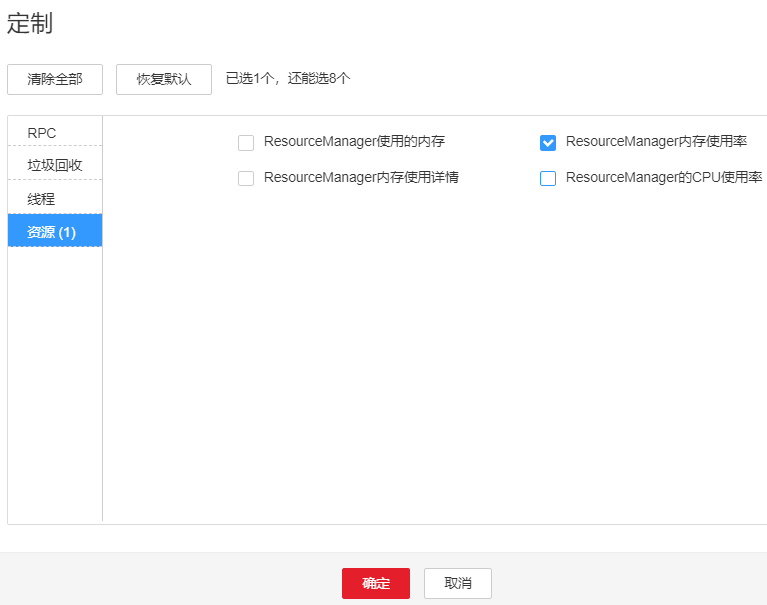 定制
清除全部 恢复默认 已选1个，还能选8个
RPC
垃圾回收
线程
资源 (1)
ResourceManager使用的内存 ResourceManager内存使用率
ResourceManager内存使用详情 ResourceManager的CPU使用率
确定 取消